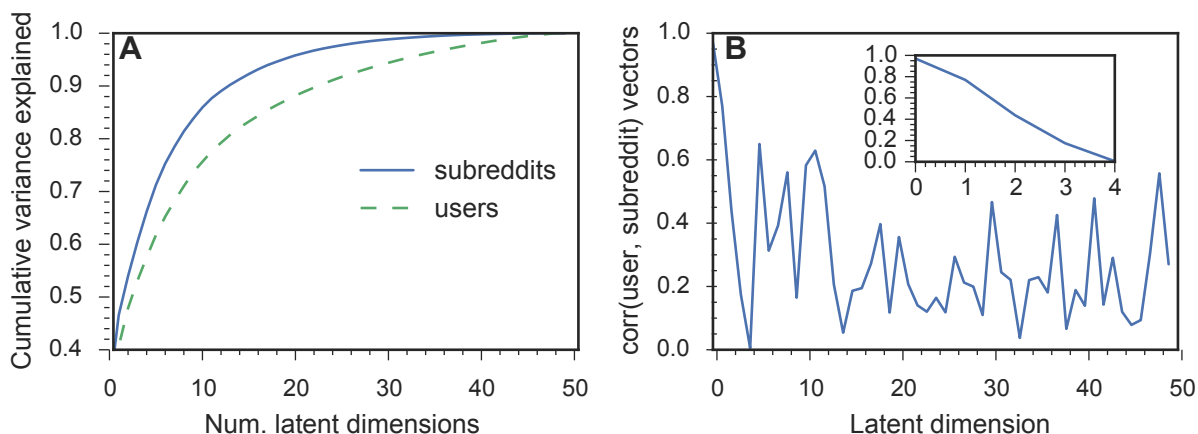 A
Cumulative variance explained
1.0
0.9
0.8
0.7
0.6
0.5
0.4
subreddits
users
0 10 20 30 40 50
Num. latent dimensions
B
corr(user, subreddit) vectors
1.0
0.8
0.6
0.4
0.2
0.0
1.0
0.8
0.6
0.4
0.2
0.0
0 1 2 3 4
0 10 20 30 40 50
Latent dimension